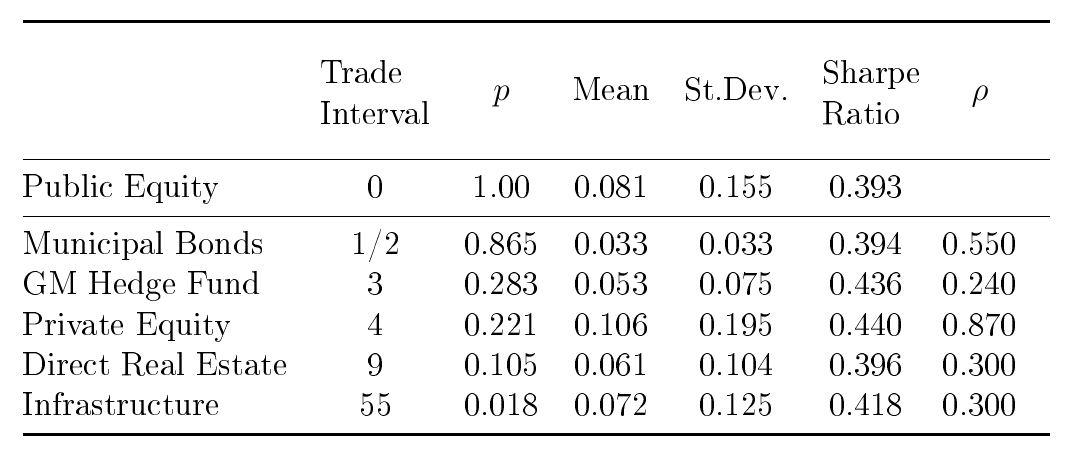 Trade Interval p Mean St.Dev. Sharpe Ratio ρ
Public Equity 0 1.00 0.081 0.155 0.393
Municipal Bonds 1/2 0.865 0.033 0.033 0.394 0.550
GM Hedge Fund 3 0.283 0.053 0.075 0.436 0.240
Private Equity 4 0.221 0.106 0.195 0.440 0.870
Direct Real Estate 9 0.105 0.061 0.104 0.396 0.300
Infrastructure 55 0.018 0.072 0.125 0.418 0.300